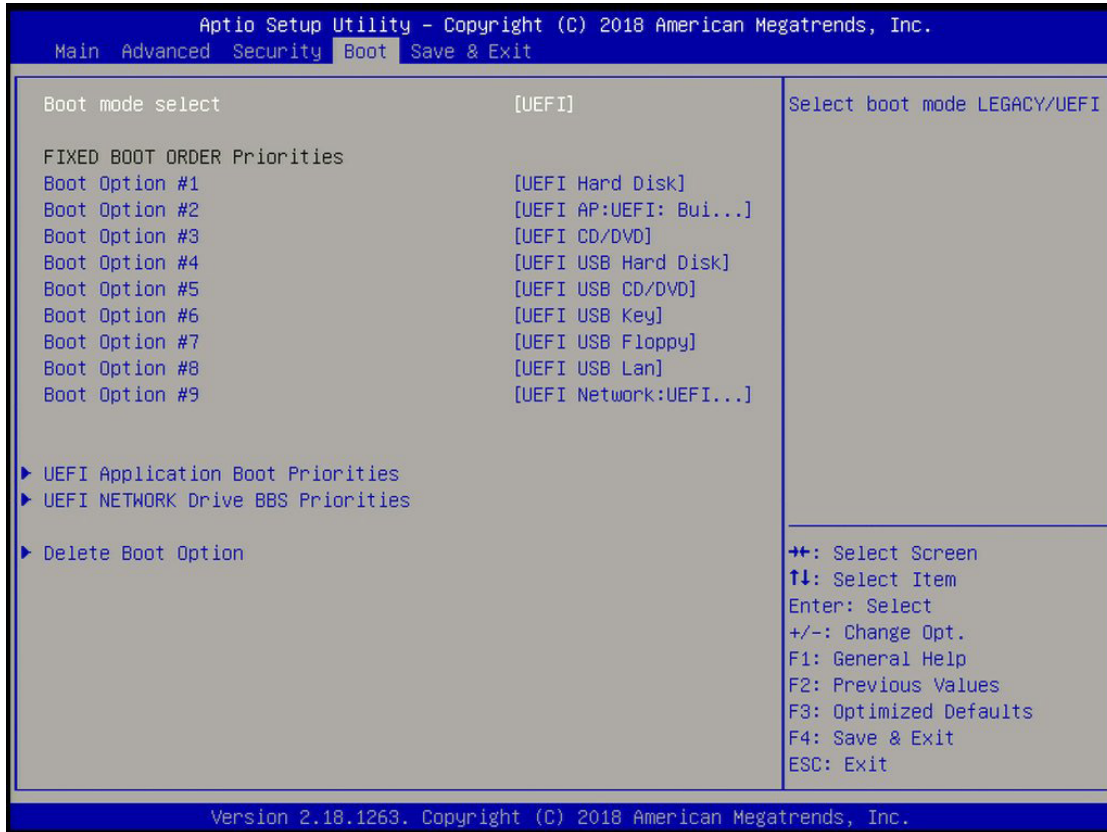 Aptio Setup Utility – Copyright (C) 2018 American Megatrends, Inc.
Main Advanced Security Boot Save & Exit
Boot mode select [UEFI]
FIXED BOOT ORDER Priorities
Boot Option #1 [UEFI Hard Disk]
Boot Option #2 [UEFI AP:UEFI: Bui...]
Boot Option #3 [UEFI CD/DVD]
Boot Option #4 [UEFI USB Hard Disk]
Boot Option #5 [UEFI USB CD/DVD]
Boot Option #6 [UEFI USB Key]
Boot Option #7 [UEFI USB Floppy]
Boot Option #8 [UEFI USB Lan]
Boot Option #9 [UEFI Network:UEFI...]
▶ UEFI Application Boot Priorities
▶ UEFI NETWORK Drive BBS Priorities
▶ Delete Boot Option
Select boot mode LEGACY/UEFI
→←: Select Screen
↑↓: Select Item
Enter: Select
+/-: Change Opt.
F1: General Help
F2: Previous Values
F3: Optimized Defaults
F4: Save & Exit
ESC: Exit
Version 2.18.1263. Copyright (C) 2018 American Megatrends, Inc.